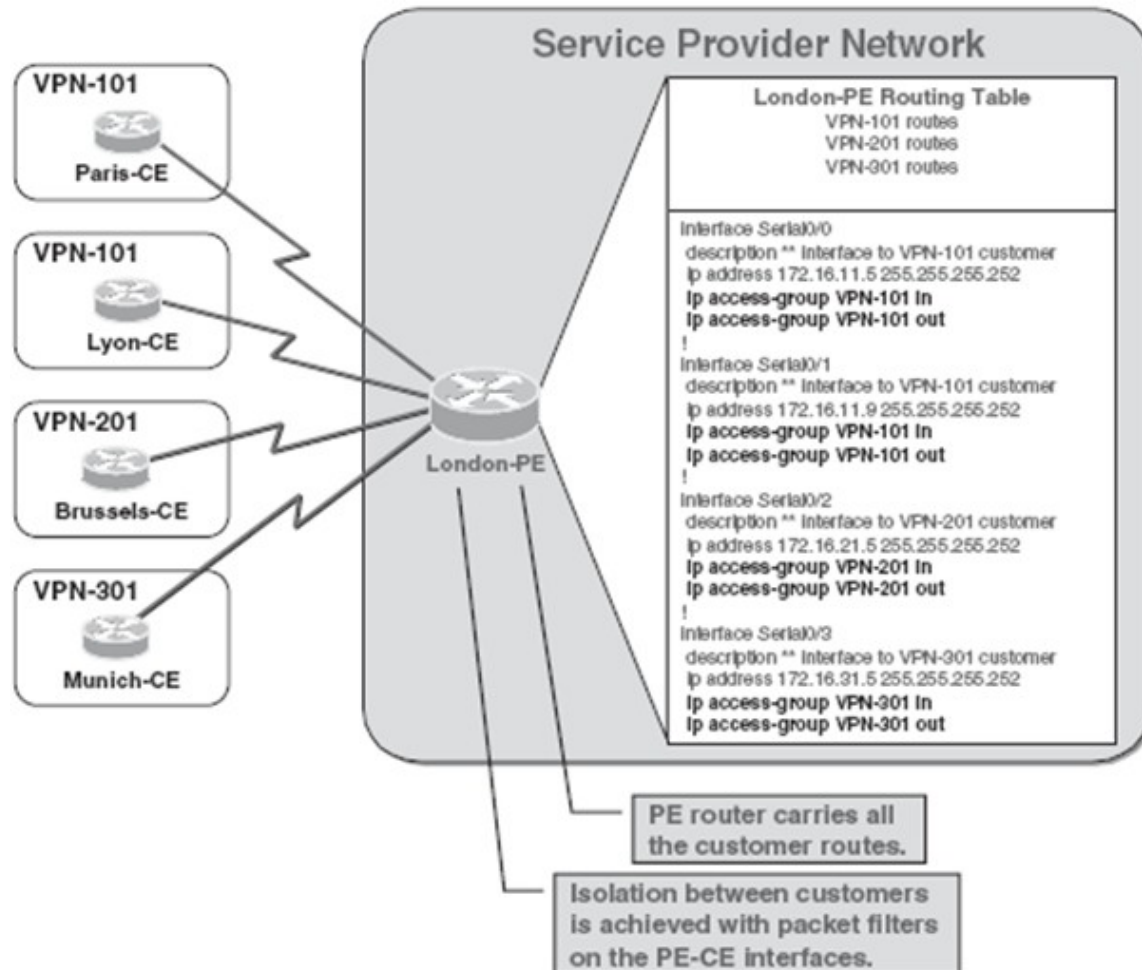 Service Provider Network
VPN-101
Paris-CE
VPN-101
Lyon-CE
VPN-201
Brussels-CE
VPN-301
Munich-CE
London-PE
London-PE Routing Table
VPN-101 routes
VPN-201 routes
VPN-301 routes
Interface Serial0/0
description ** Interface to VPN-101 customer
ip address 172.16.11.5 255.255.255.252
ip access-group VPN-101 in
ip access-group VPN-101 out
!
Interface Serial0/1
description ** Interface to VPN-101 customer
ip address 172.16.11.9 255.255.255.252
ip access-group VPN-101 in
ip access-group VPN-101 out
!
Interface Serial0/2
description ** Interface to VPN-201 customer
ip address 172.16.21.5 255.255.255.252
ip access-group VPN-201 in
ip access-group VPN-201 out
!
Interface Serial0/3
description ** Interface to VPN-301 customer
ip address 172.16.31.5 255.255.255.252
ip access-group VPN-301 in
ip access-group VPN-301 out
PE router carries all
the customer routes.
Isolation between customers
is achieved with packet filters
on the PE-CE interfaces.